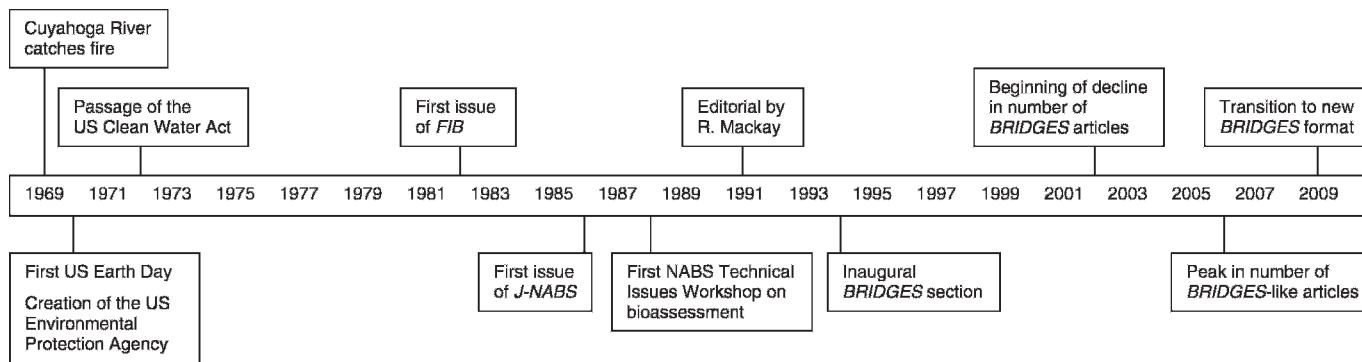 Cuyahoga River
catches fire
Passage of the
US Clean Water Act
First issue
of FIB
Editorial by
R. Mackay
Beginning of decline
in number of
BRIDGES articles
Transition to new
BRIDGES format
1969 1971 1973 1975 1977 1979 1981 1983 1985 1987 1989 1991 1993 1995 1997 1999 2001 2003 2005 2007 2009
First US Earth Day
Creation of the US
Environmental
Protection Agency
First issue
of J-NABS
First NABS Technical
Issues Workshop on
bioassessment
Inaugural
BRIDGES section
Peak in number of
BRIDGES-like articles